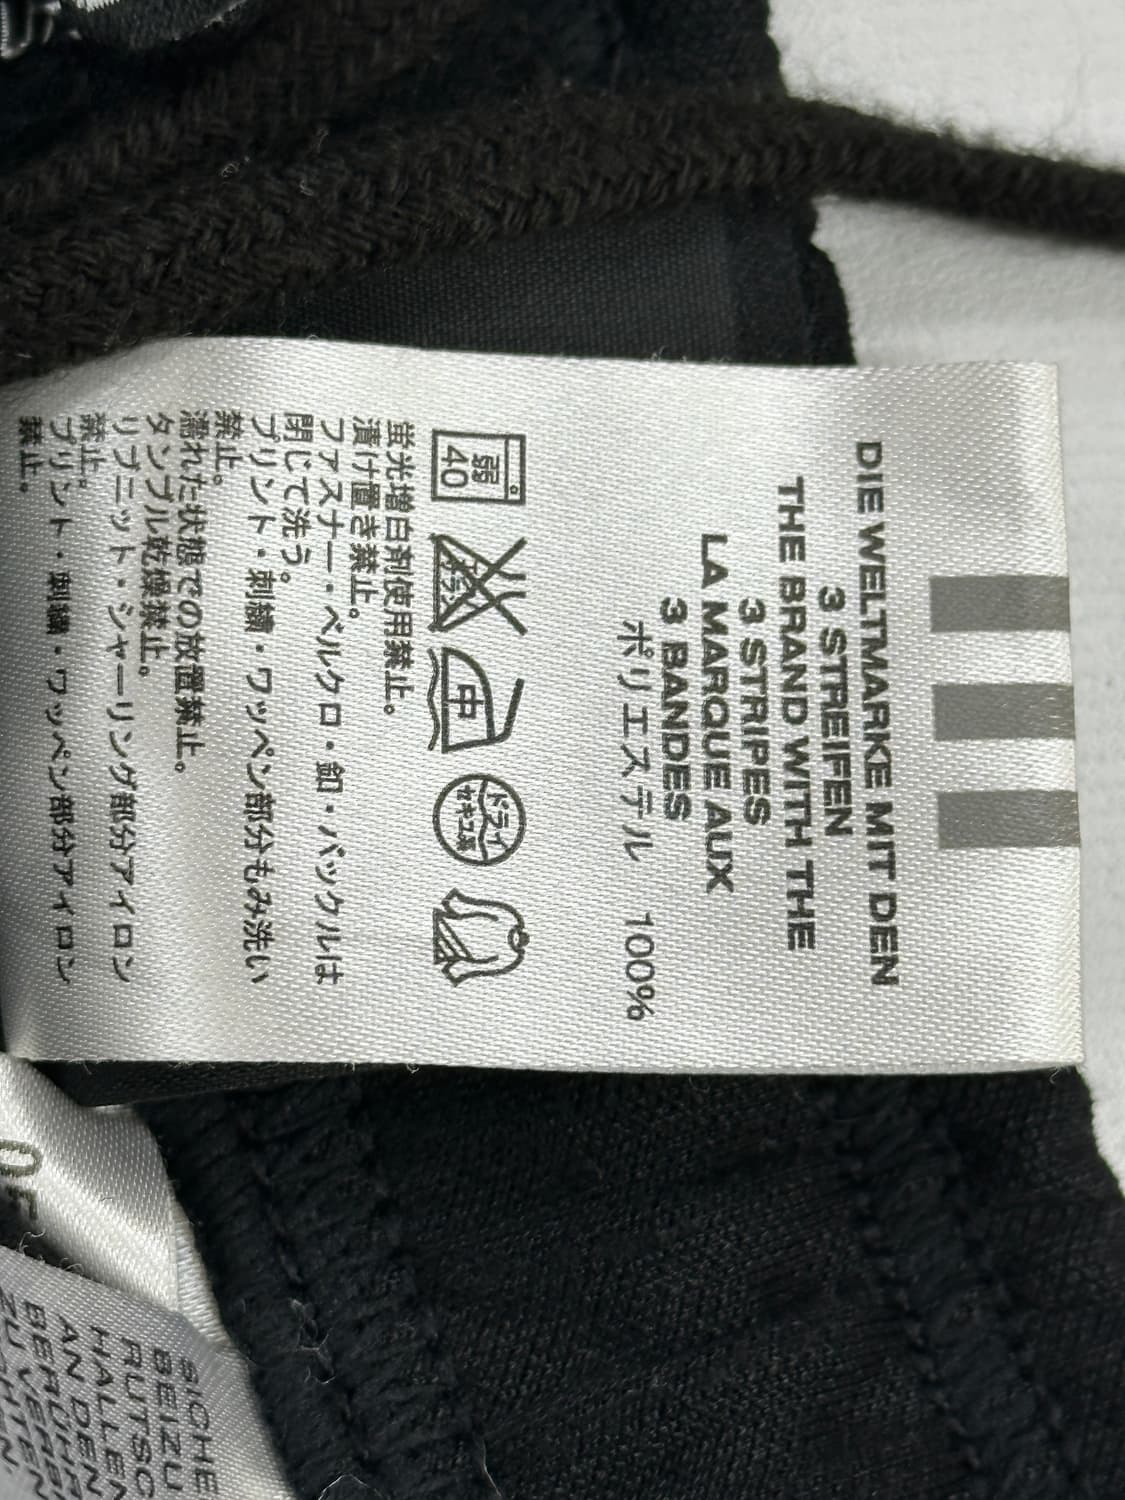 DIE WELTMARKE MIT DEN
3 STREIFEN
THE BRAND WITH THE
3 STRIPES
LA MARQUE AUX
3 BANDES
ポリエステル 100%
弱
40
中
ドライ
セキユ系
蛍光増白剤使用禁止。
漬け置き禁止。
ファスナー・ベルクロ・釦・バックルは
閉じて洗う。
プリント・刺繍・ワッペン部分もみ洗い
禁止。
濡れた状態での放置禁止。
タンブル乾燥禁止。
リブニット・シャーリング部分アイロン
禁止。
プリント・刺繍・ワッペン部分アイロン
禁止。
SICHE
BEIZU
RUTSC
HALLEN
AN DEN